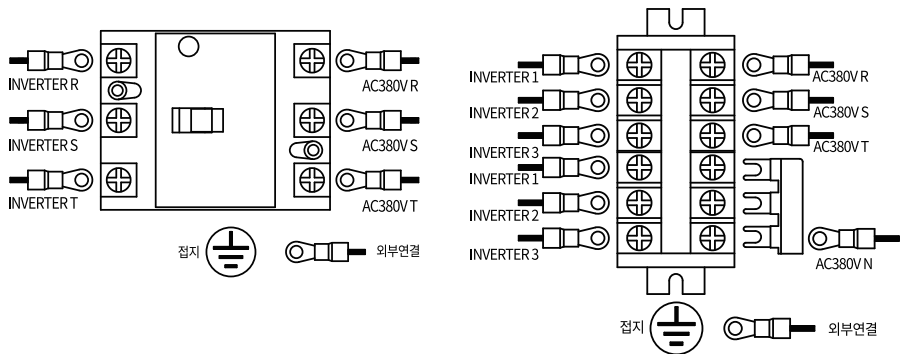 INVERTER R
AC380V R
INVERTER S
AC380V S
INVERTER T
AC380V T
접지
외부연결
INVERTER 1
AC380V R
INVERTER 2
AC380V S
INVERTER 3
AC380V T
INVERTER 1
INVERTER 2
INVERTER 3
AC380V N
접지
외부연결